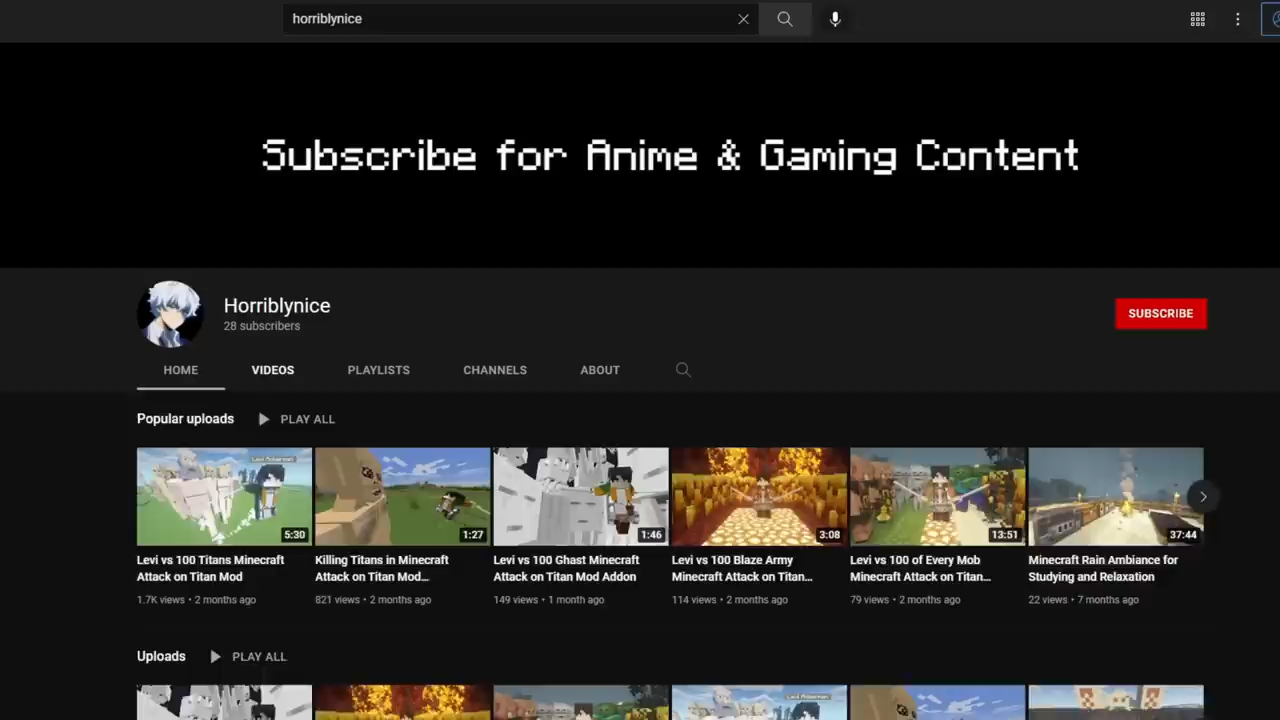 horriblynice
Subscribe for Anime & Gaming Content
Horriblynice
28 subscribers
SUBSCRIBE
HOME VIDEOS PLAYLISTS CHANNELS ABOUT
Popular uploads PLAY ALL
Levi Ackerman
5:30 1:27 1:46 3:08 13:51 37:44
Levi vs 100 Titans Minecraft Attack on Titan Mod
1.7K views • 2 months ago
Killing Titans in Minecraft Attack on Titan Mod...
821 views • 2 months ago
Levi vs 100 Ghast Minecraft Attack on Titan Mod Addon
149 views • 1 month ago
Levi vs 100 Blaze Army Minecraft Attack on Titan...
114 views • 2 months ago
Levi vs 100 of Every Mob Minecraft Attack on Titan...
79 views • 2 months ago
Minecraft Rain Ambiance for Studying and Relaxation
22 views • 7 months ago
Uploads PLAY ALL
Levi Ackerman